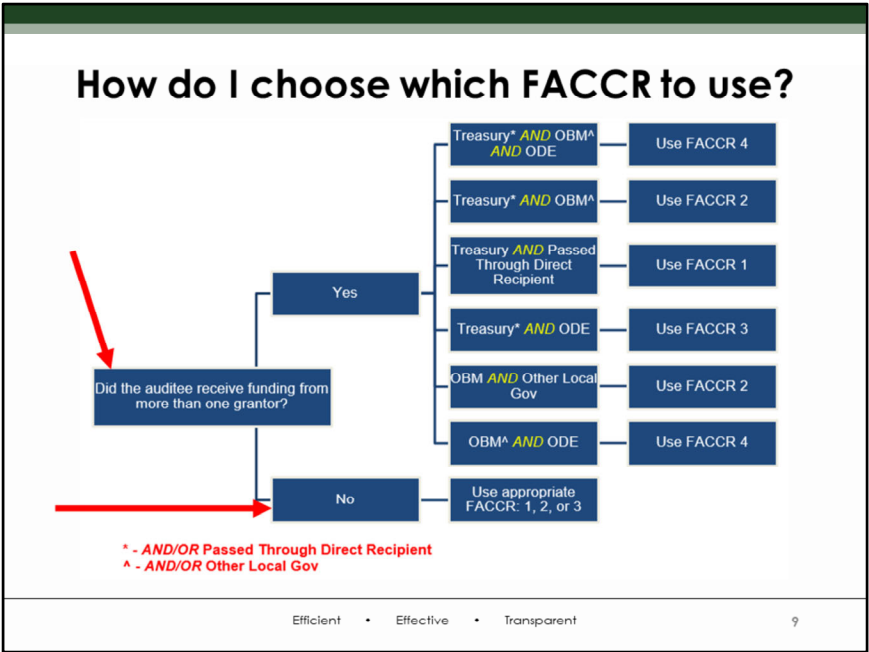 How do I choose which FACCR to use?
Treasury* AND OBM^
AND ODE
Use FACCR 4
Treasury* AND OBM^
Use FACCR 2
Treasury AND Passed
Through Direct
Recipient
Use FACCR 1
Yes
Treasury* AND ODE
Use FACCR 3
Did the auditee receive funding from
more than one grantor?
OBM AND Other Local
Gov
Use FACCR 2
OBM^ AND ODE
Use FACCR 4
No
Use appropriate
FACCR: 1, 2, or 3
* - AND/OR Passed Through Direct Recipient
^ - AND/OR Other Local Gov
Efficient • Effective • Transparent
9